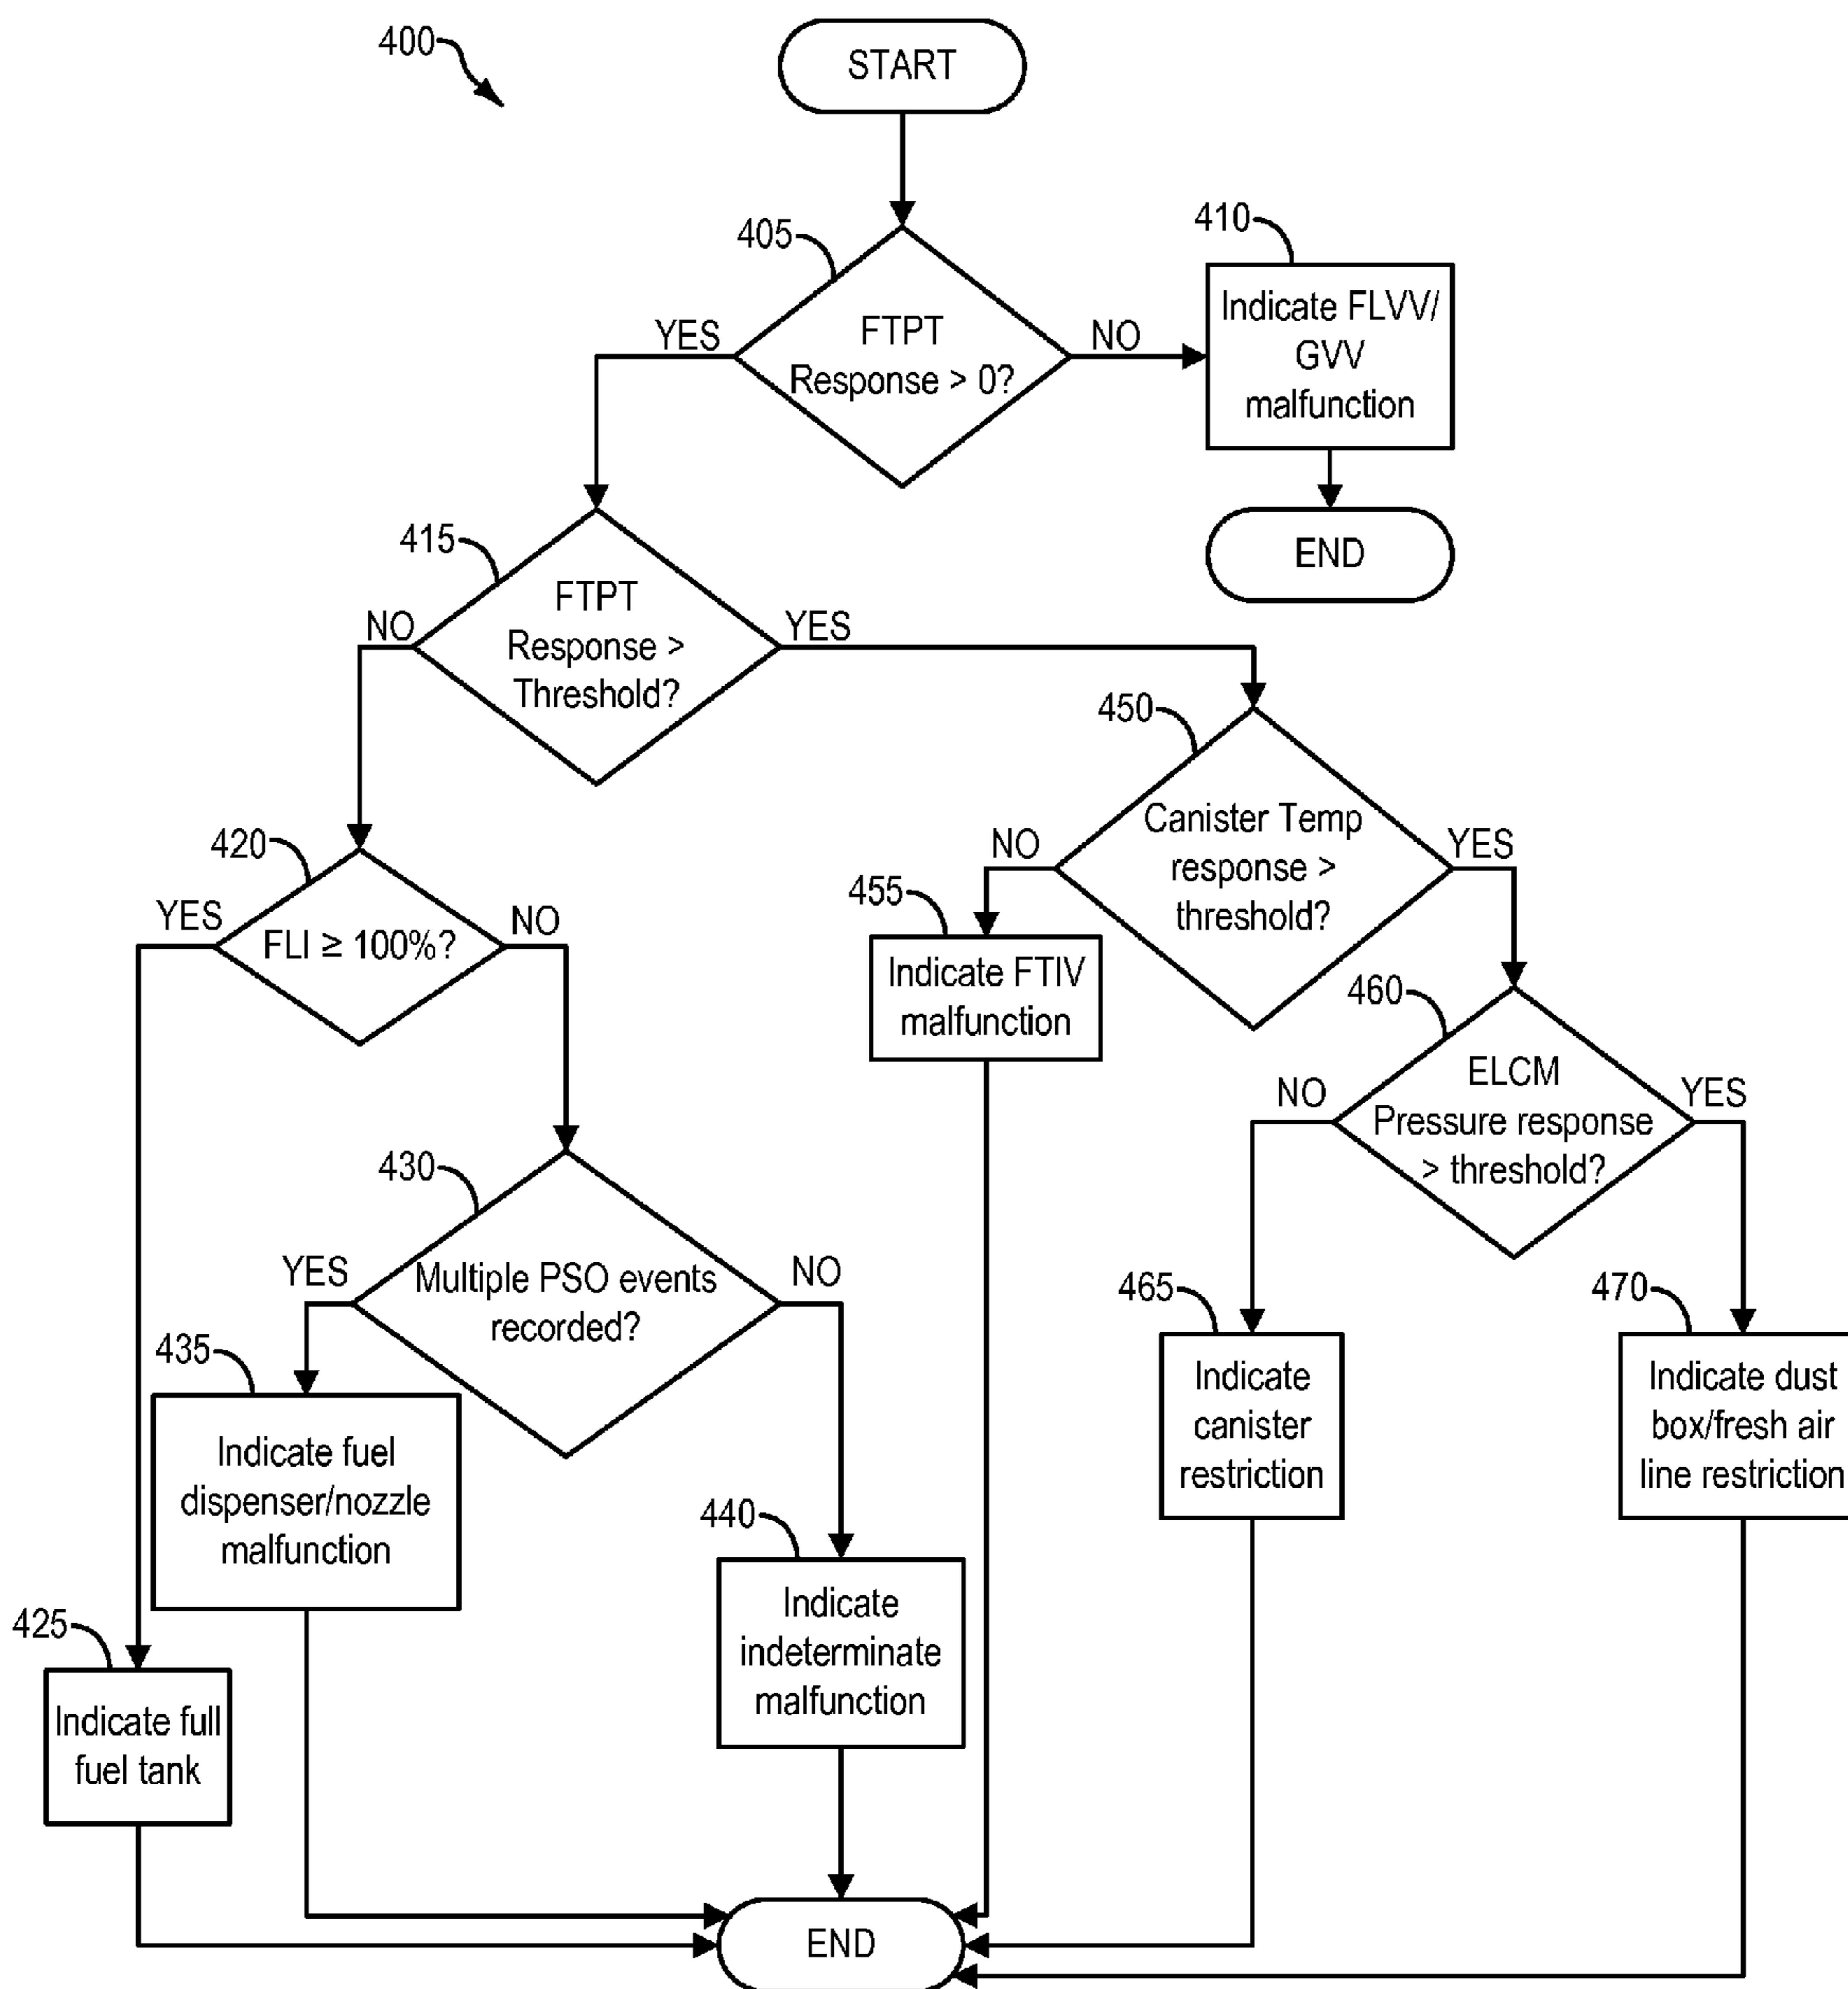 400
START
405
FTPT
Response > 0?
YES
NO
410
Indicate FLVV/
GVV
malfunction
END
415
FTPT
Response >
Threshold?
NO
YES
450
Canister Temp
response >
threshold?
NO
YES
420
FLI ≥ 100%?
YES
NO
455
Indicate FTIV
malfunction
460
ELCM
Pressure response
> threshold?
NO
YES
430
Multiple PSO events
recorded?
YES
NO
465
Indicate
canister
restriction
470
Indicate dust
box/fresh air
line restriction
435
Indicate fuel
dispenser/nozzle
malfunction
440
Indicate
indeterminate
malfunction
425
Indicate full
fuel tank
END